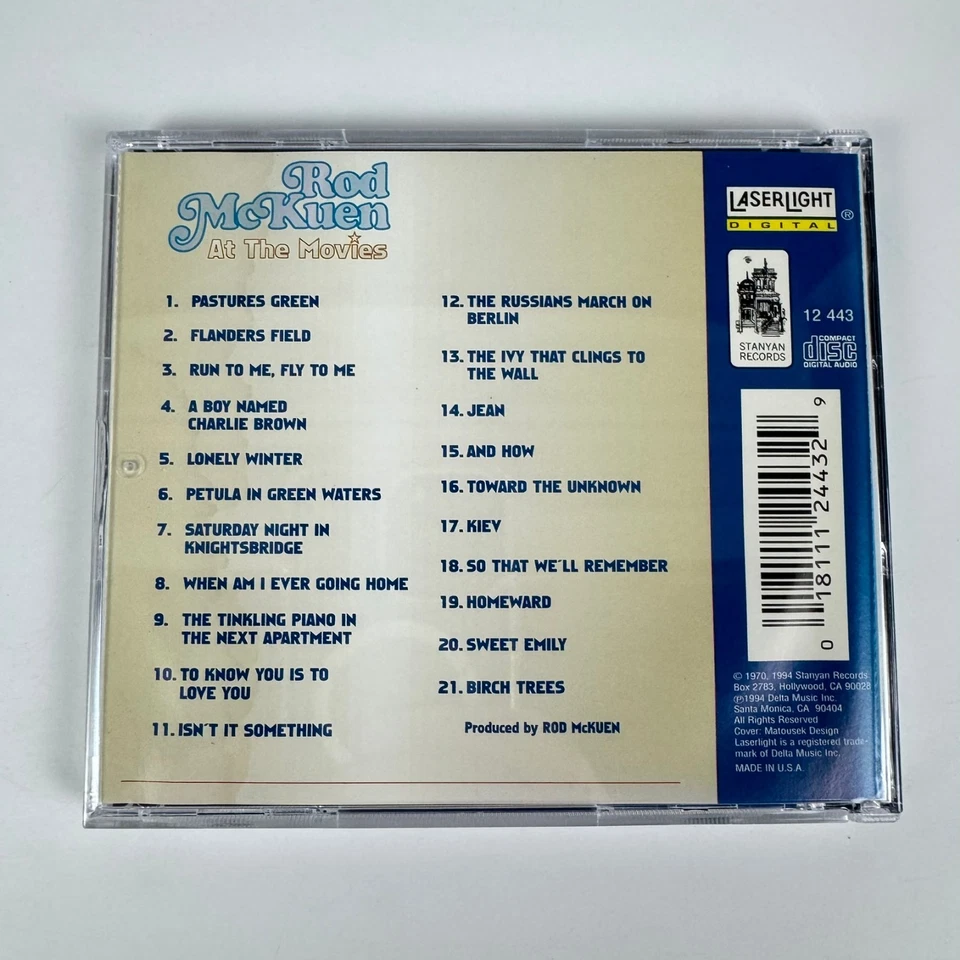 Rod
McKuen
At The Movies
1. PASTURES GREEN
2. FLANDERS FIELD
3. RUN TO ME, FLY TO ME
4. A BOY NAMED
CHARLIE BROWN
5. LONELY WINTER
6. PETULA IN GREEN WATERS
7. SATURDAY NIGHT IN
KNIGHTSBRIDGE
8. WHEN AM I EVER GOING HOME
9. THE TINKLING PIANO IN
THE NEXT APARTMENT
10. TO KNOW YOU IS TO
LOVE YOU
11. ISN'T IT SOMETHING
12. THE RUSSIANS MARCH ON
BERLIN
13. THE IVY THAT CLINGS TO
THE WALL
14. JEAN
15. AND HOW
16. TOWARD THE UNKNOWN
17. KIEV
18. SO THAT WE'LL REMEMBER
19. HOMEWARD
20. SWEET EMILY
21. BIRCH TREES
Produced by ROD McKUEN
LASERLIGHT
DIGITAL ®
STANYAN
RECORDS
12 443
COMPACT
disc
DIGITAL AUDIO
0 18111 24432 9
© 1970, 1994 Stanyan Records
Box 2783, Hollywood, CA 90028
℗1994 Delta Music Inc.
Santa Monica, CA 90404
All Rights Reserved
Cover: Matousek Design
Laserlight is a registered trade-
mark of Delta Music Inc.
MADE IN U.S.A.